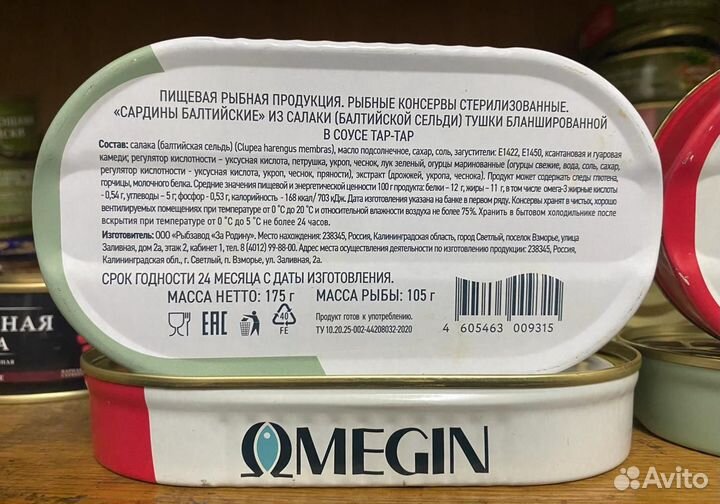 ПИЩЕВАЯ РЫБНАЯ ПРОДУКЦИЯ. РЫБНЫЕ КОНСЕРВЫ СТЕРИЛИЗОВАННЫЕ.
«САРДИНЫ БАЛТИЙСКИЕ» ИЗ САЛАКИ (БАЛТИЙСКОЙ СЕЛЬДИ) ТУШКИ БЛАНШИРОВАННОЙ
В СОУСЕ ТАР-ТАР
Состав: салака (балтийская сельдь) (Clupea harengus membras), масло подсолнечное, сахар, соль, загустители: Е1422, Е1450, ксантановая и гуаровая
камеди; регулятор кислотности - уксусная кислота, петрушка, укроп, чеснок, лук зеленый, огурцы маринованные (огурцы свежие, вода, соль, сахар,
регулятор кислотности - уксусная кислота, укроп, чеснок, пряности), экстракт (дрожжей, укропа, чеснока). Продукт может содержать следы глютена,
горчицы, молочного белка. Средние значения пищевой и энергетической ценности 100 г продукта: белки - 12 г, жиры - 11 г, в том числе омега-3 жирные кислоты
- 0,54 г, углеводы - 5 г; фосфор - 0,53 г, калорийность - 168 ккал/ 703 кДж. Дата изготовления указана на банке в первом ряду. Консервы хранят в чистых, хорошо
вентилируемых помещениях при температуре от 0 °С до 20 °С и относительной влажности воздуха не более 75%. Хранить в бытовом холодильнике после
вскрытия при температуре от 0 °С до 5 °С не более 24 часов.
Изготовитель: ООО «Рыбзавод «За Родину». Место нахождения: 238345, Россия, Калининградская область, город Светлый, поселок Взморье, улица
Заливная, дом 2а, этаж 2, кабинет 1, тел. 8 (4012) 99-88-00. Адрес места осуществления деятельности по изготовлению продукции: 238345, Россия,
Калининградская обл., г. Светлый, п. Взморье, ул. Заливная, 2а.
СРОК ГОДНОСТИ 24 МЕСЯЦА С ДАТЫ ИЗГОТОВЛЕНИЯ.
МАССА НЕТТО: 175 г МАССА РЫБЫ: 105 г
Продукт готов к употреблению.
ТУ 10.20.25-002-44208032-2020
EAC
40
FE
4 605463 009315
НАЯ
OMEGIN
Avito